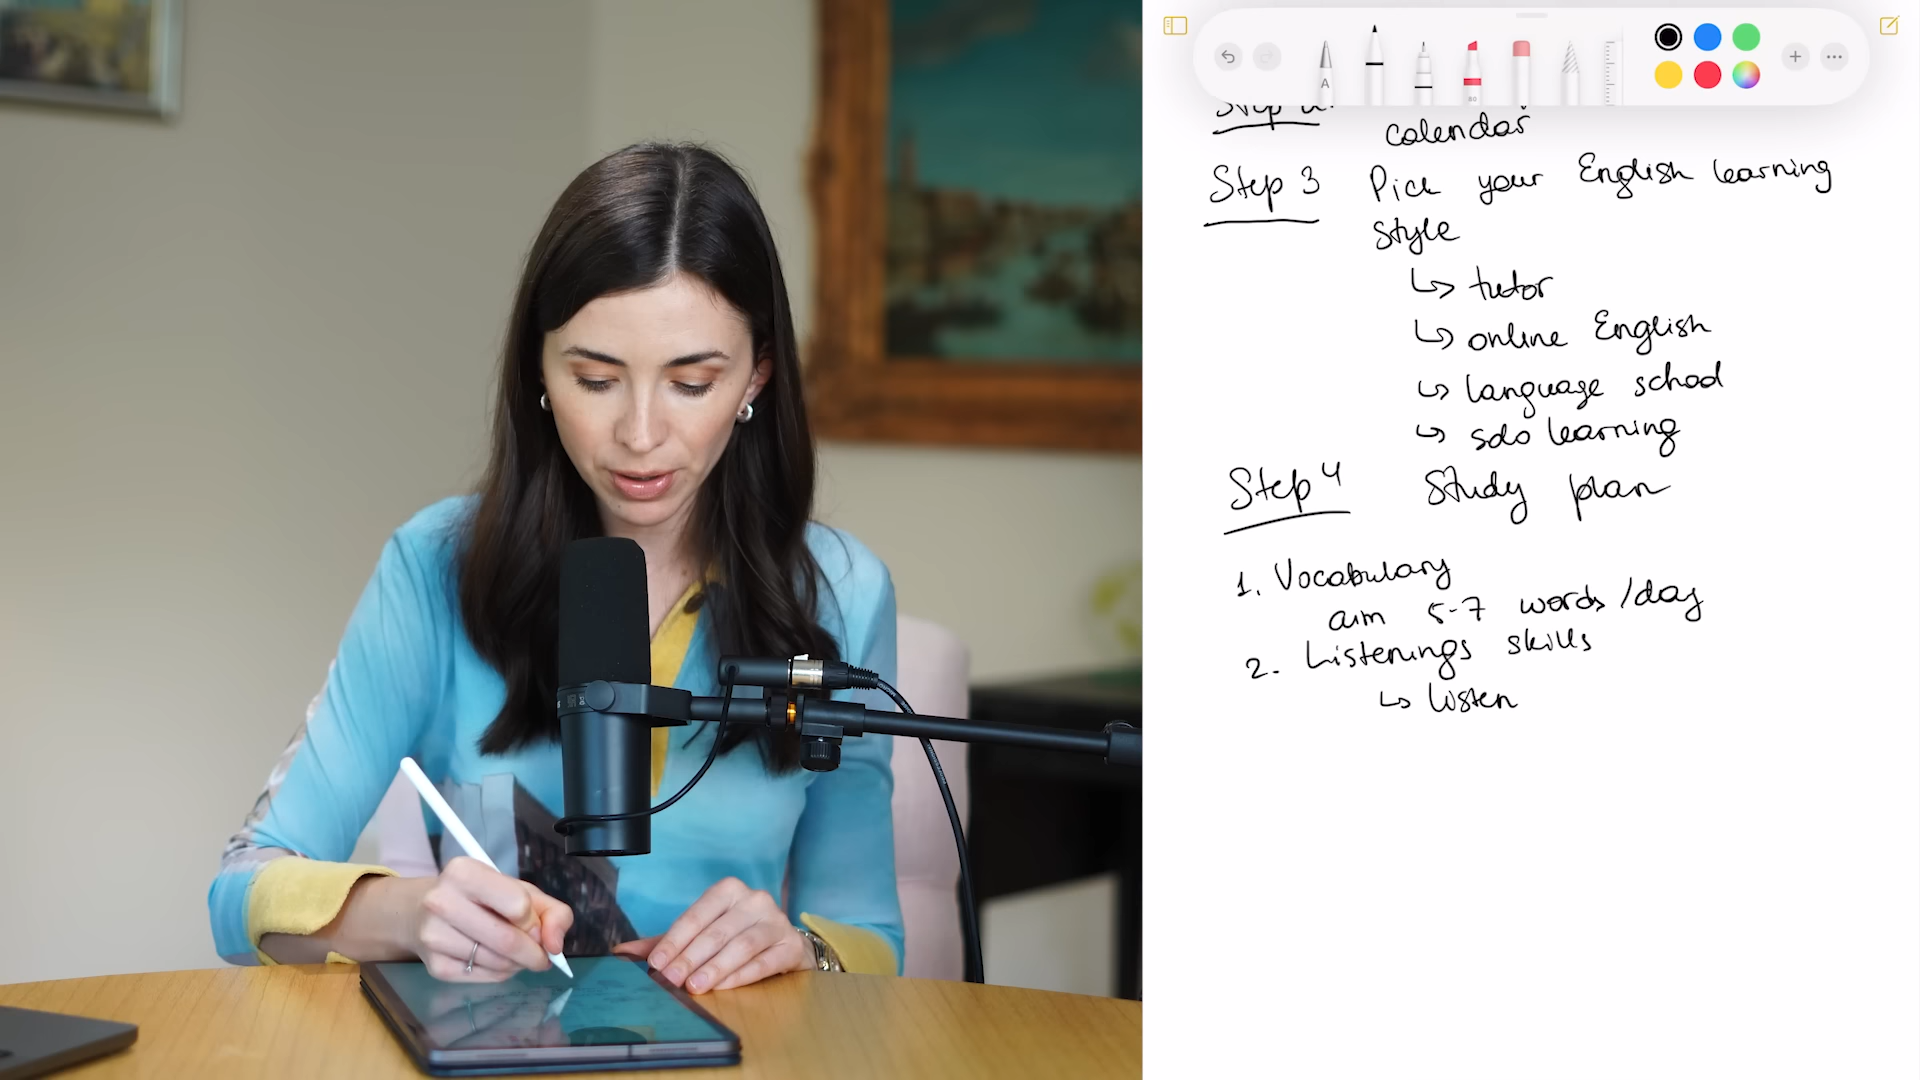 A
80
calendar
Step 3 Pick your English learning
style
↳ tutor
↳ online English
↳ language school
↳ solo learning
Step 4 Study plan
1. Vocabulary
aim 5-7 words/day
2. Listenings skills
↳ listen